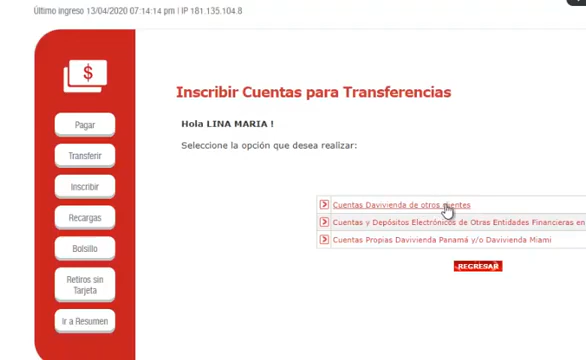 Último ingreso 13/04/2020 07:14:14 pm | IP 181.135.104.8
$
Inscribir Cuentas para Transferencias
Hola LINA MARIA !
Seleccione la opción que desea realizar:
Pagar
Transferir
Inscribir
Recargas
Bolsillo
Retiros sin
Tarjeta
Ir a Resumen
Cuentas Davivienda de otros clientes
Cuentas y Depósitos Electrónicos de Otras Entidades Financieras en
Cuentas Propias Davivienda Panamá y/o Davivienda Miami
REGRESAR